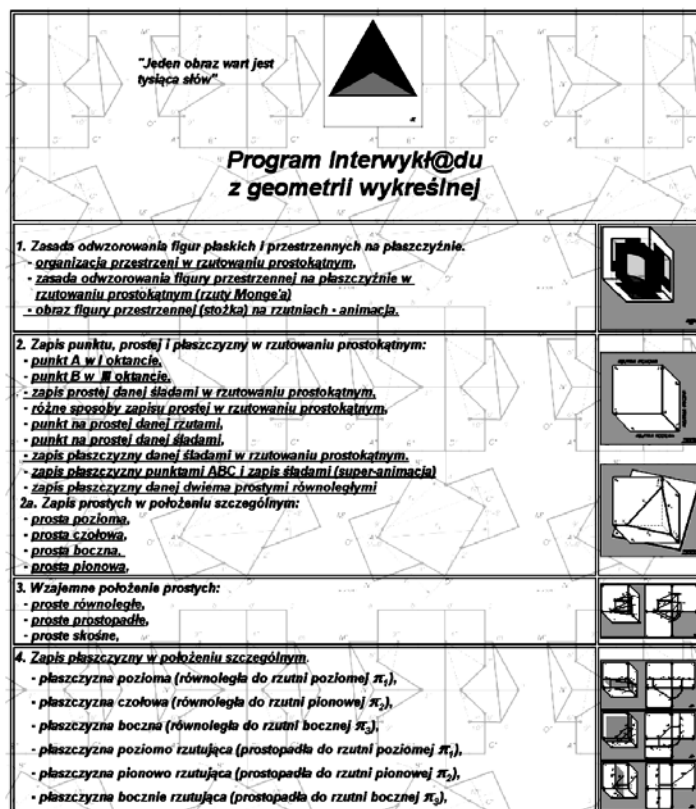 "Jeden obraz wart jest
tysiąca słów"
Program Interwykł@du
z geometrii wykreślnej
1. Zasada odwzorowania figur płaskich i przestrzennych na płaszczyźnie.
- organizacja przestrzeni w rzutowaniu prostokątnym,
- zasada odwzorowania figury przestrzennej na płaszczyźnie w
rzutowaniu prostokątnym (rzuty Monge'a)
- obraz figury przestrzennej (stożka) na rzutniach - animacja.
2. Zapis punktu, prostej i płaszczyzny w rzutowaniu prostokątnym:
- punkt A w I oktancie,
- punkt B w III oktancie,
- zapis prostej danej śladami w rzutowaniu prostokątnym,
- różne sposoby zapisu prostej w rzutowaniu prostokątnym,
- punkt na prostej danej rzutami,
- punkt na prostej danej śladami,
- zapis płaszczyzny danej śladami w rzutowaniu prostokątnym.
- zapis płaszczyzny punktami ABC i zapis śladami (super-animacja)
- zapis płaszczyzny danej dwiema prostymi równoległymi
2a. Zapis prostych w położeniu szczególnym:
- prosta pozioma,
- prosta czołowa,
- prosta boczna,
- prosta pionowa,
3. Wzajemne położenie prostych:
- proste równoległe,
- proste prostopadłe,
- proste skośne,
4. Zapis płaszczyzny w położeniu szczególnym.
- płaszczyzna pozioma (równoległa do rzutni poziomej π₁),
- płaszczyzna czołowa (równoległa do rzutni pionowej π₂),
- płaszczyzna boczna (równoległa do rzutni bocznej π₃),
- płaszczyzna poziomo rzutująca (prostopadła do rzutni poziomej π₁),
- płaszczyzna pionowo rzutująca (prostopadła do rzutni pionowej π₂),
- płaszczyzna bocznie rzutująca (prostopadła do rzutni bocznej π₃),